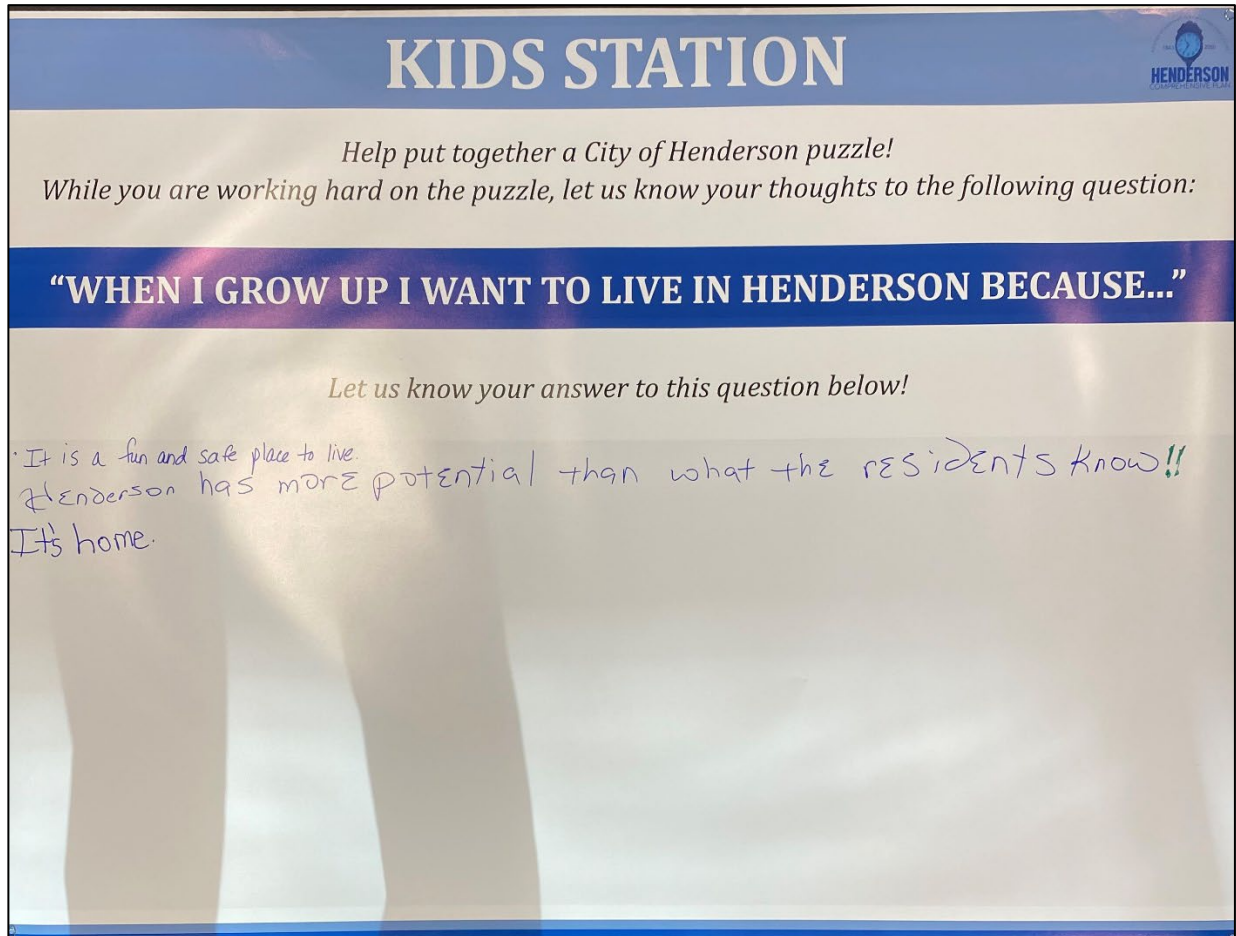 KIDS STATION
HENDERSON
COMPREHENSIVE PLAN
Help put together a City of Henderson puzzle!
While you are working hard on the puzzle, let us know your thoughts to the following question:
“WHEN I GROW UP I WANT TO LIVE IN HENDERSON BECAUSE...”
Let us know your answer to this question below!
· It is a fun and safe place to live.
Henderson has more potential than what the residents know!!
It's home.